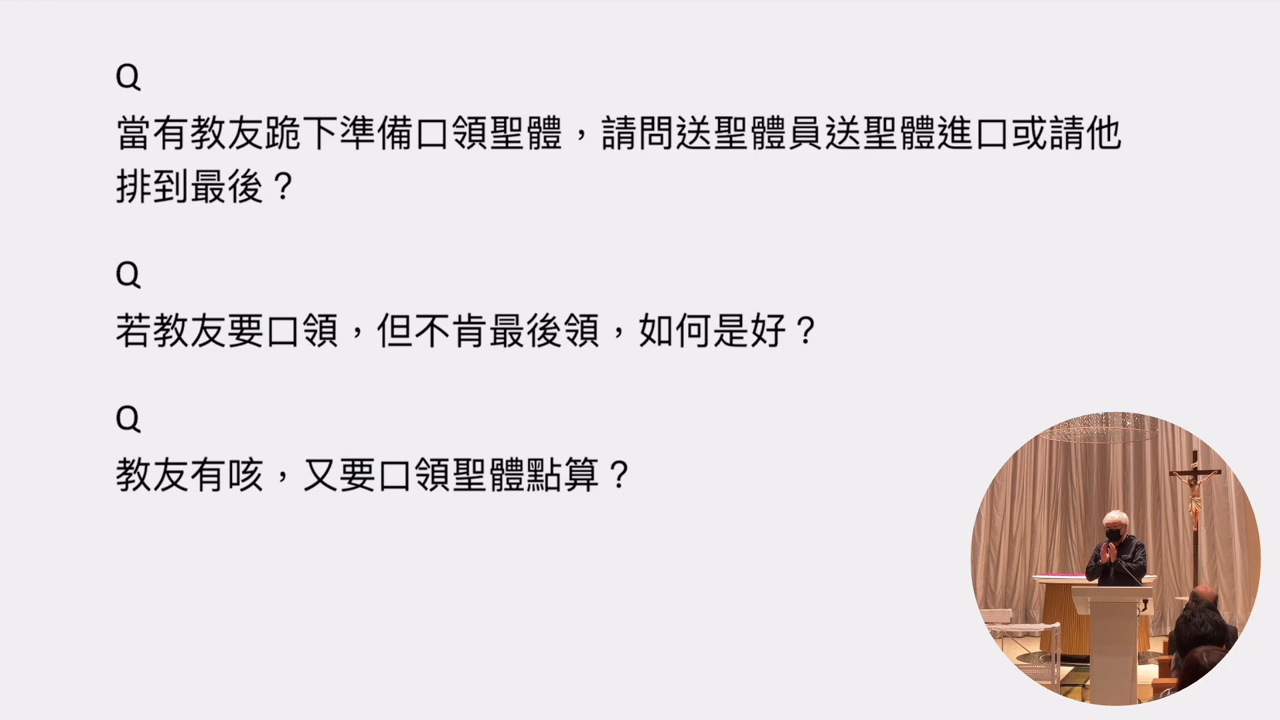 Q
當有教友跪下準備口領聖體，請問送聖體員送聖體進口或請他
排到最後？
Q
若教友要口領，但不肯最後領，如何是好？
Q
教友有咳，又要口領聖體點算？